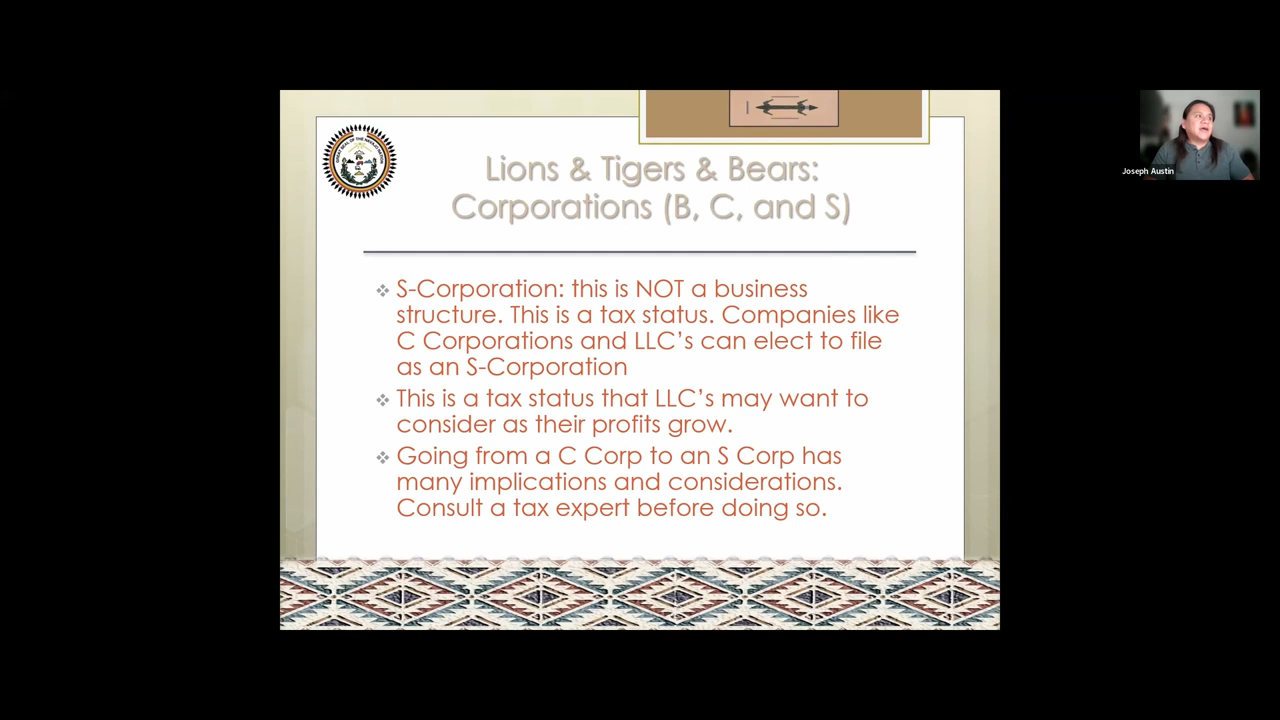 Lions & Tigers & Bears:
Corporations (B, C, and S)
❖ S-Corporation: this is NOT a business
structure. This is a tax status. Companies like
C Corporations and LLC's can elect to file
as an S-Corporation
❖ This is a tax status that LLC's may want to
consider as their profits grow.
❖ Going from a C Corp to an S Corp has
many implications and considerations.
Consult a tax expert before doing so.
Joseph Austin